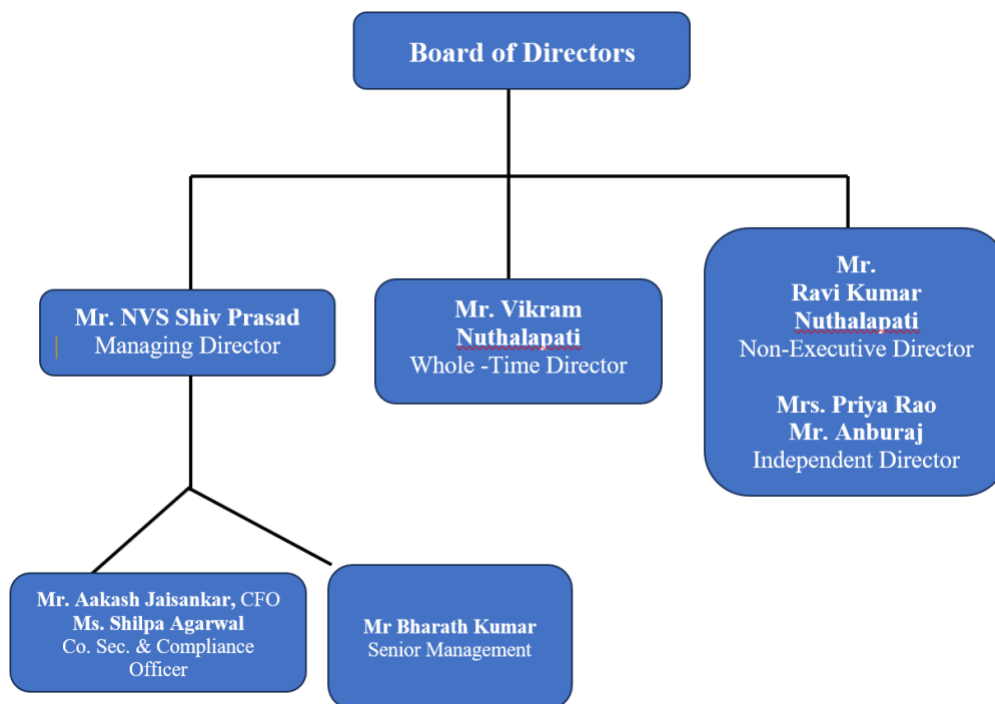 Board of Directors
Mr. NVS Shiv Prasad
Managing Director
Mr. Vikram
Nuthalapati
Whole -Time Director
Mr.
Ravi Kumar
Nuthalapati
Non-Executive Director
Mrs. Priya Rao
Mr. Anburaj
Independent Director
Mr. Aakash Jaisankar, CFO
Ms. Shilpa Agarwal
Co. Sec. & Compliance
Officer
Mr Bharath Kumar
Senior Management